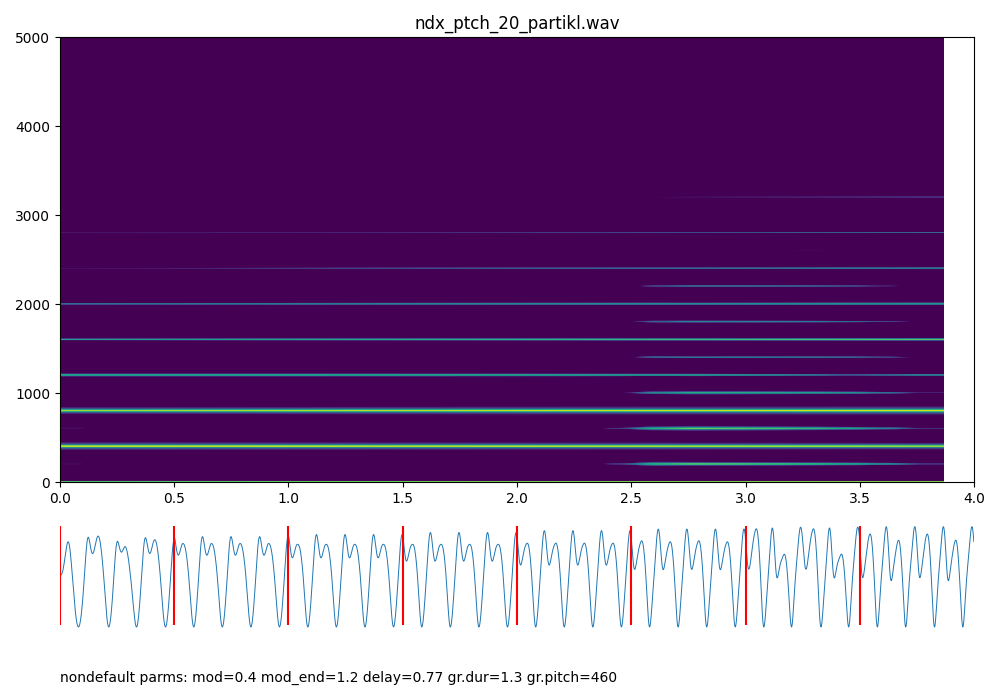 ndx_ptch_20_partikl.wav
5000
4000
3000
2000
1000
0
0.0 0.5 1.0 1.5 2.0 2.5 3.0 3.5 4.0
nondefault parms: mod=0.4 mod_end=1.2 delay=0.77 gr.dur=1.3 gr.pitch=460